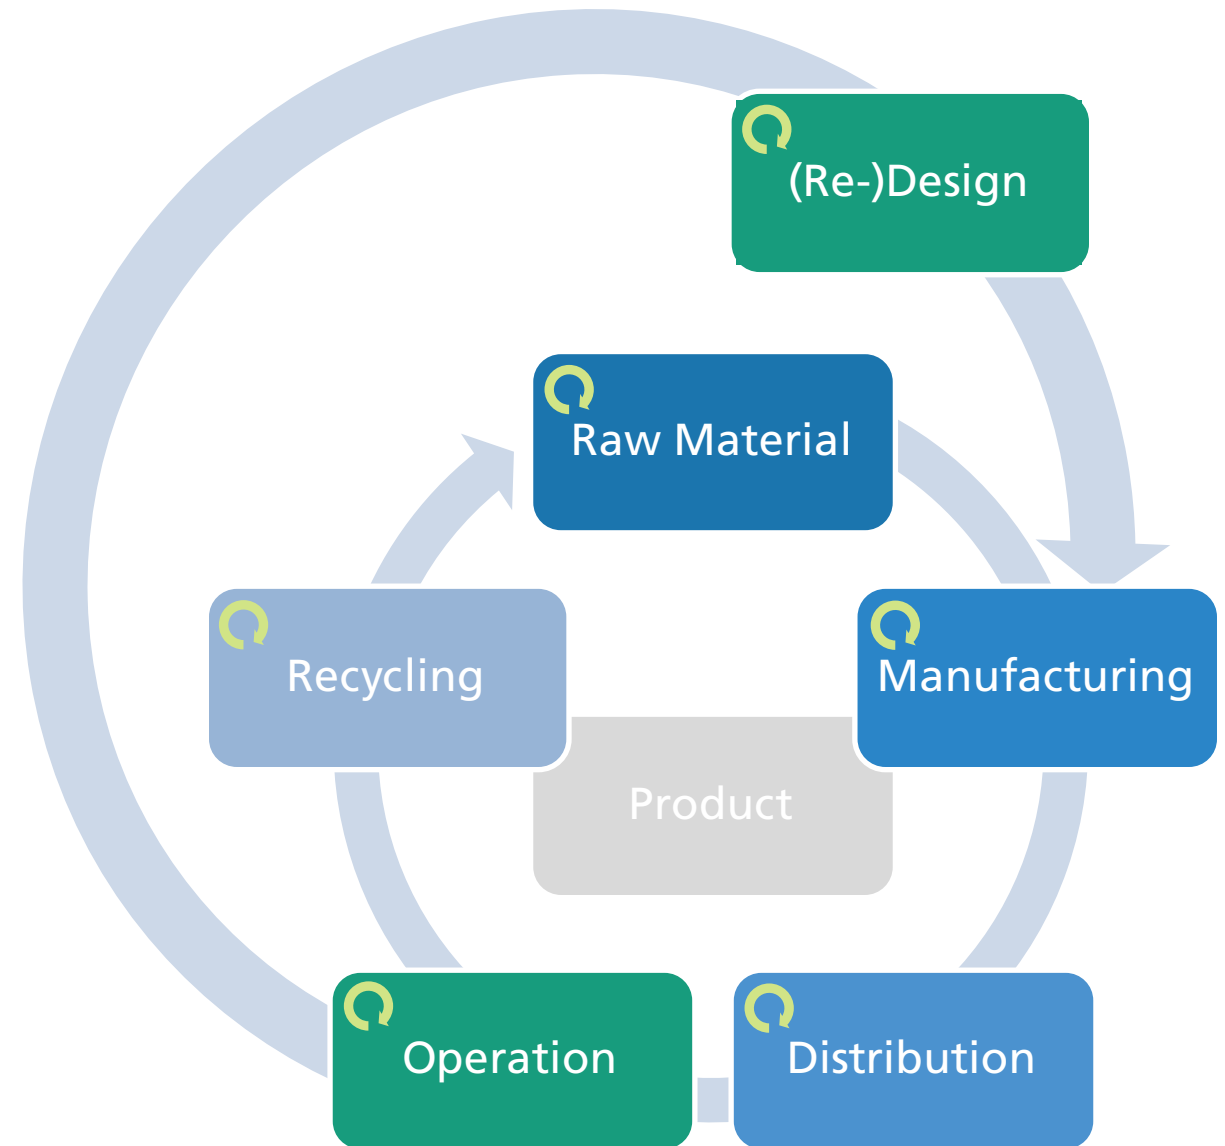 (Re-)Design
Raw Material
Recycling
Manufacturing
Product
Operation
Distribution